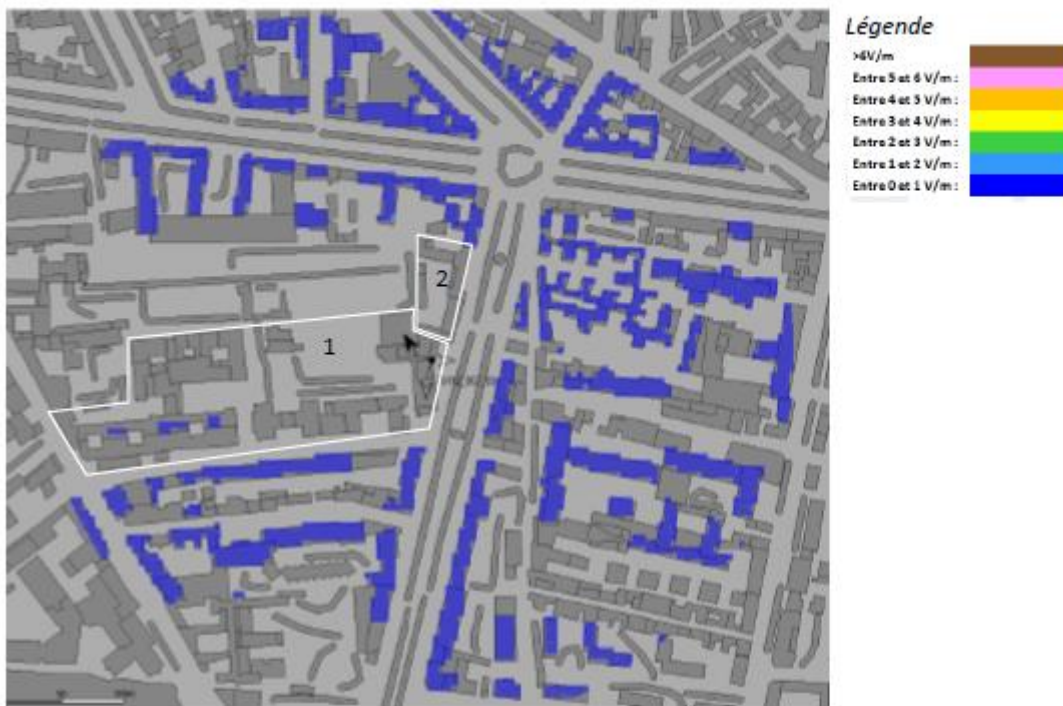 Légende
>6V/m
Entre 5 et 6 V/m :
Entre 4 et 5 V/m :
Entre 3 et 4 V/m :
Entre 2 et 3 V/m :
Entre 1 et 2 V/m :
Entre 0 et 1 V/m :
2
1